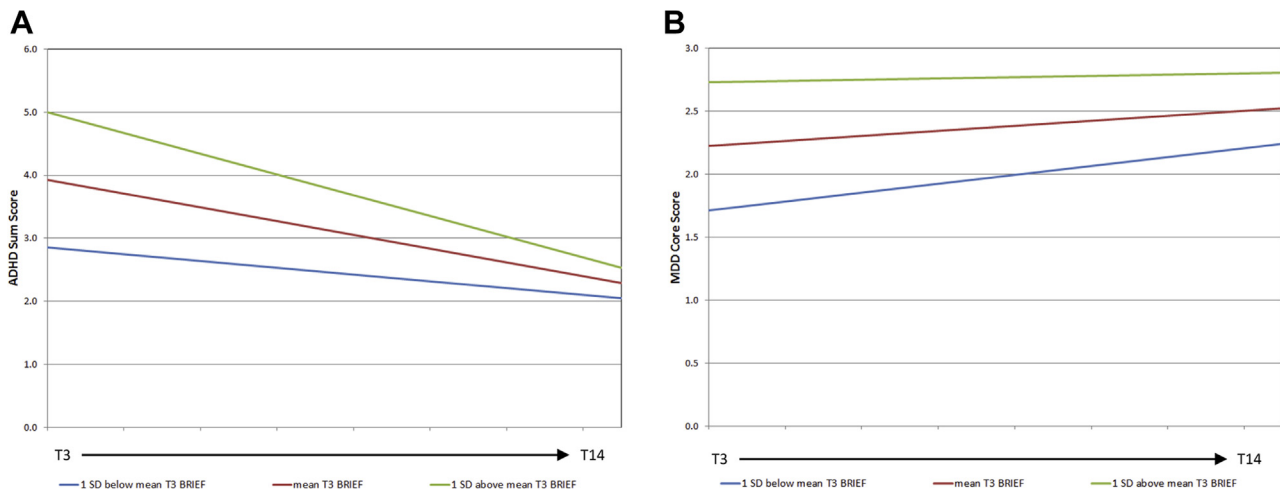 A
ADHD Sum Score
6.0
5.0
4.0
3.0
2.0
1.0
0.0
T3
T14
1 SD below mean T3 BRIEF
mean T3 BRIEF
1 SD above mean T3 BRIEF
B
MDD Core Score
3.0
2.5
2.0
1.5
1.0
0.5
0.0
T3
T14
1 SD below mean T3 BRIEF
mean T3 BRIEF
1 SD above mean T3 BRIEF